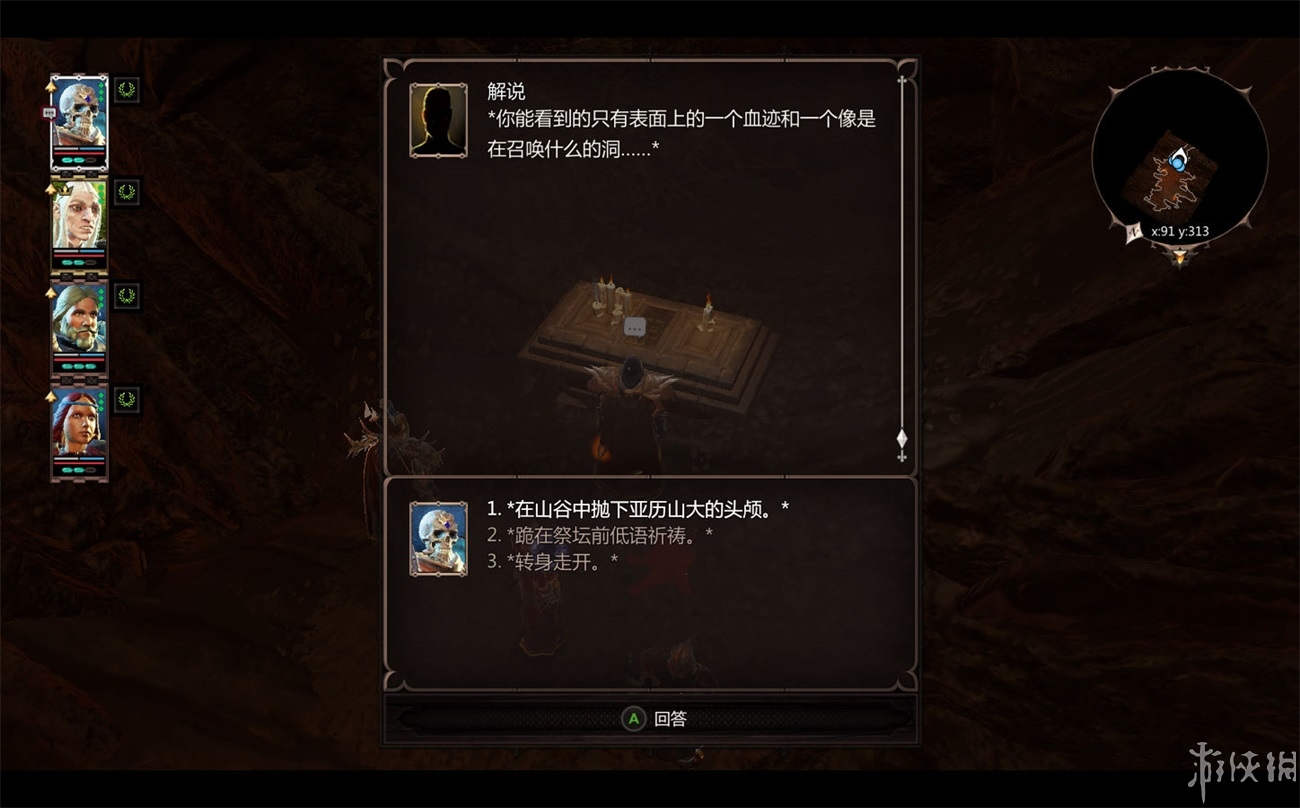 解说
*你能看到的只有表面上的一个血迹和一个像是
在召唤什么的洞......*
x:91 y:313
1. *在山谷中抛下亚历山大的头颅。*
2. *跪在祭坛前低语祈祷。*
3. *转身走开。*
A 回答
游侠网